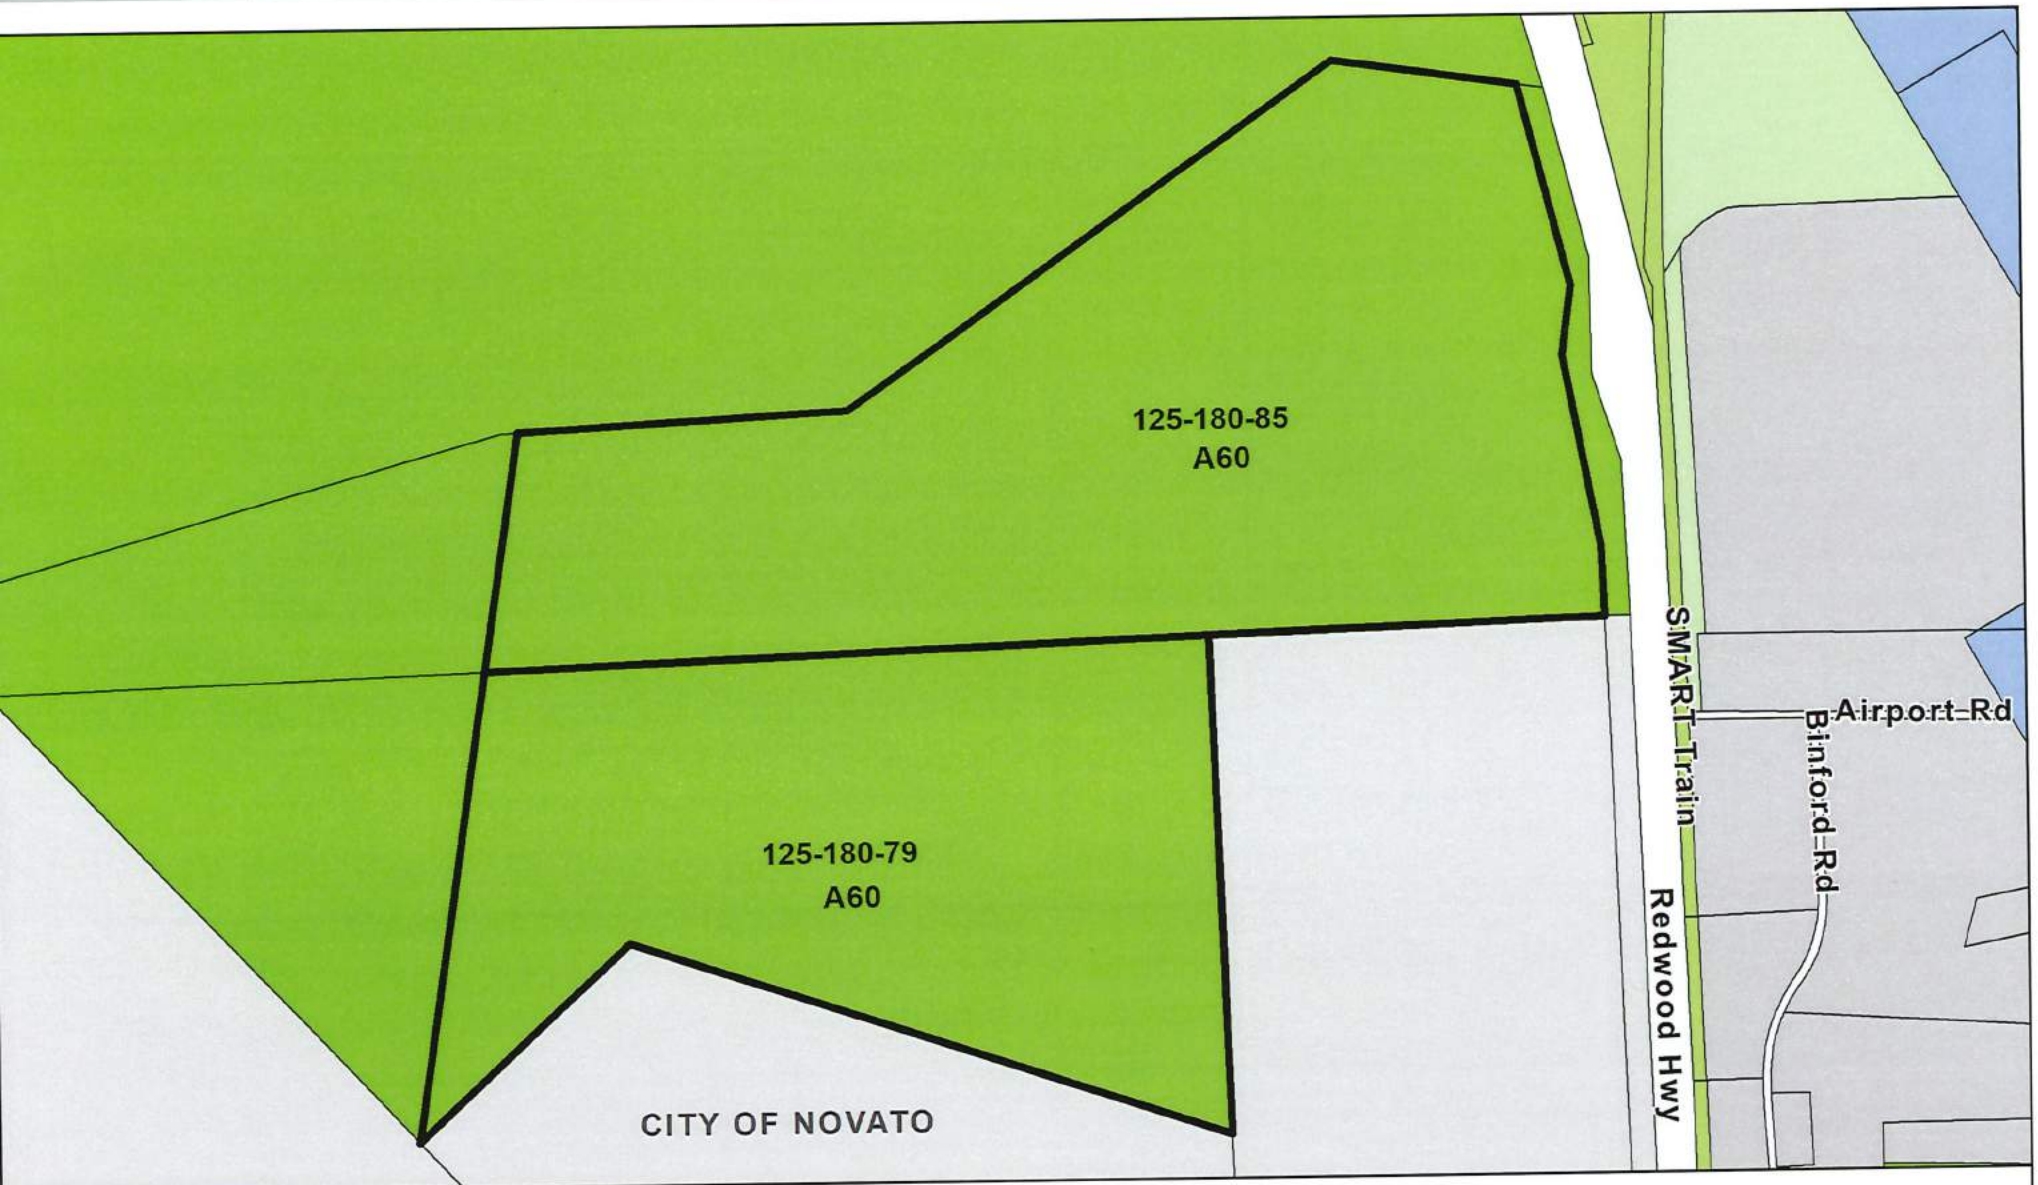 125-180-85
A60
SMART Train
Airport Rd
Binford Rd
125-180-79
A60
Redwood Hwy
CITY OF NOVATO